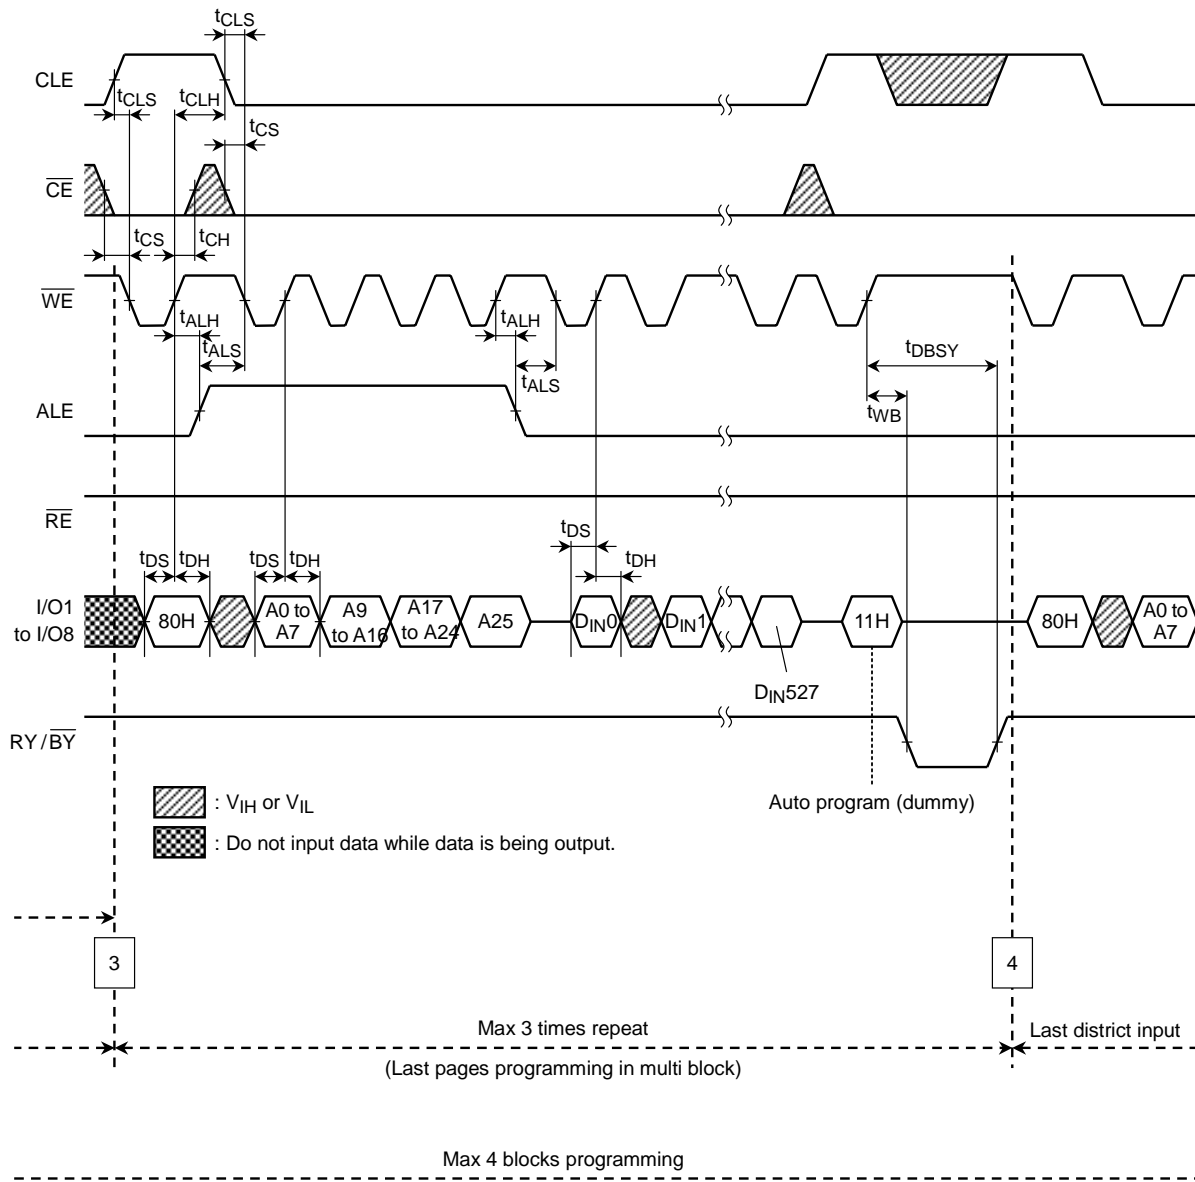 tCLS
CLE
tCLS
tCLH
tCS
CE
tCS
tCH
WE
tALH
tALH
tALS
tDBSY
tALS
ALE
tWB
RE
tDS
tDS
tDH
tDS
tDH
tDH
I/O1
to I/O8
80H
A0 to
A7
A9
to A16
A17
to A24
A25
DIN0
DIN1
11H
80H
A0 to
A7
DIN527
RY/BY
: VIH or VIL
Auto program (dummy)
: Do not input data while data is being output.
3
4
Max 3 times repeat
Last district input
(Last pages programming in multi block)
Max 4 blocks programming